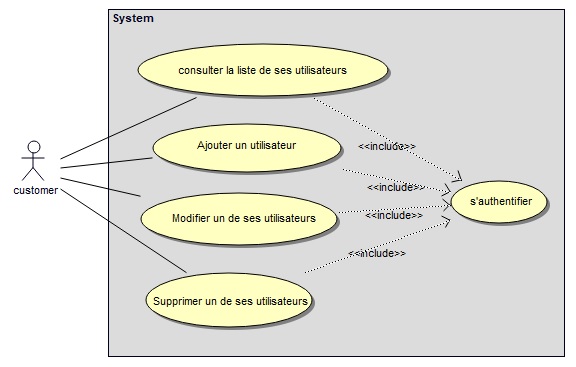 System
consulter la liste de ses utilisateurs
Ajouter un utilisateur
<<include>>
customer
<<include>>
s'authentifier
Modifier un de ses utilisateurs
<<include>>
<<include>>
Supprimer un de ses utilisateurs